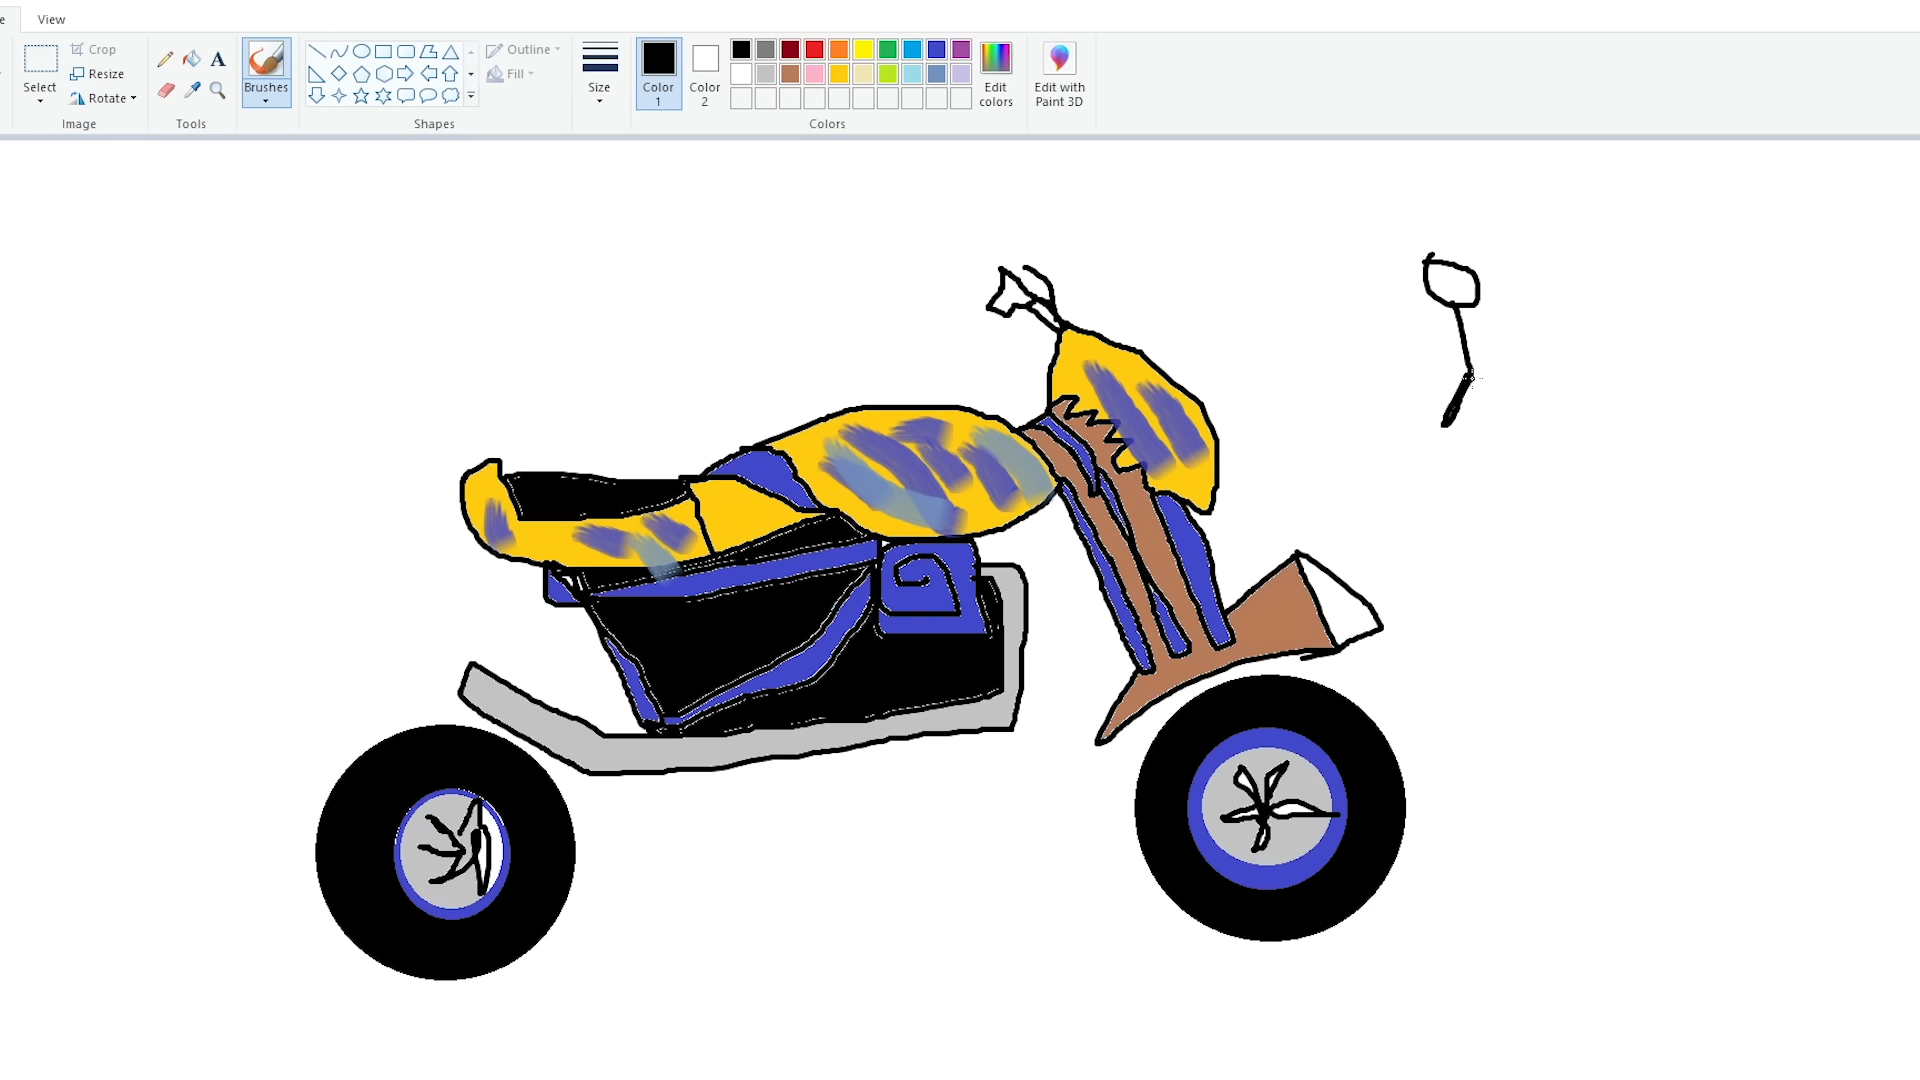 e View
Crop
Resize
Rotate
Select
Image
A
Tools
Brushes
Outline
Fill
Shapes
Size
Color
1
Color
2
Edit
colors
Colors
Edit with
Paint 3D